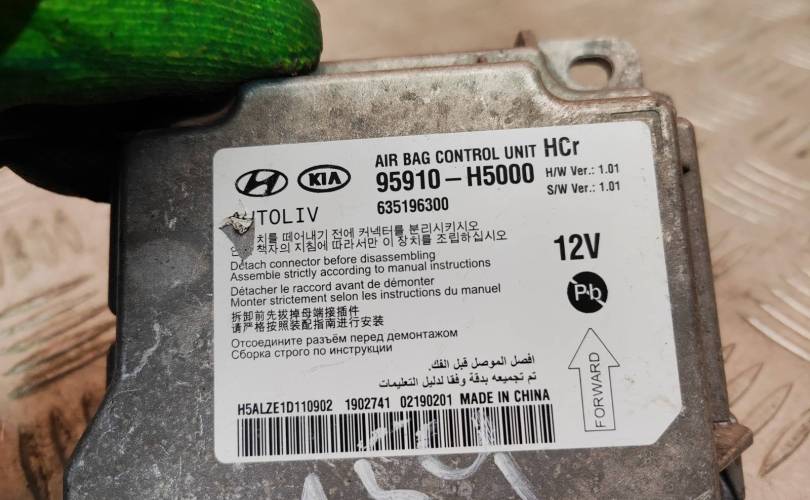 KIA
AIR BAG CONTROL UNIT HCr
95910-H5000
H/W Ver.: 1.01
S/W Ver.: 1.01
635196300
TOLIV
치를 떼어내기 전에 커넥터를 분리시키시오
책자의 지침에 따라서만 이 장치를 조립하십시오
Detach connector before disassembling
Assemble strictly according to manual instructions
Détacher le raccord avant de démonter
Monter strictement selon les instructions du manuel
拆卸前先拔掉母端接插件
请严格按照装配指南进行安装
Отсоедините разъём перед демонтажом
Сборка строго по инструкции
افصل الموصل قبل الفك.
تم تجميعه بدقة وفقا لدليل التعليمات
12V
Pb
FORWARD
H5ALZE1D110902 1902741 02190201 MADE IN CHINA